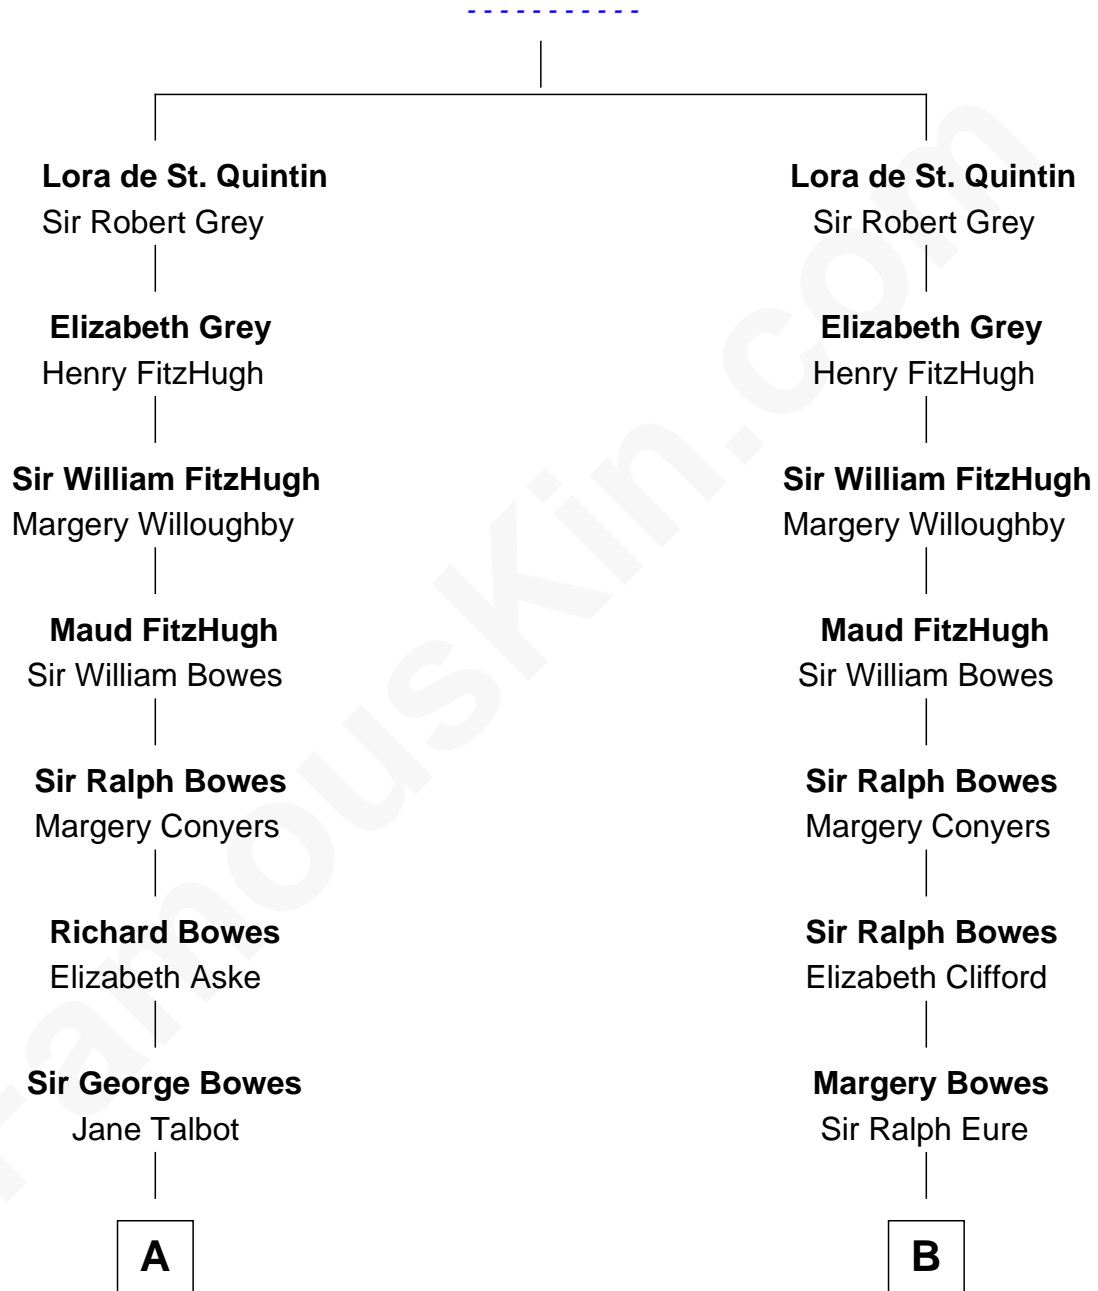 - - - - - - - - - - -
Lora de St. Quintin
Sir Robert Grey
Elizabeth Grey
Henry FitzHugh
Sir William FitzHugh
Margery Willoughby
Maud FitzHugh
Sir William Bowes
Sir Ralph Bowes
Margery Conyers
Richard Bowes
Elizabeth Aske
Sir George Bowes
Jane Talbot
A
Lora de St. Quintin
Sir Robert Grey
Elizabeth Grey
Henry FitzHugh
Sir William FitzHugh
Margery Willoughby
Maud FitzHugh
Sir William Bowes
Sir Ralph Bowes
Margery Conyers
Sir Ralph Bowes
Elizabeth Clifford
Margery Bowes
Sir Ralph Eure
B
FamousKin.com